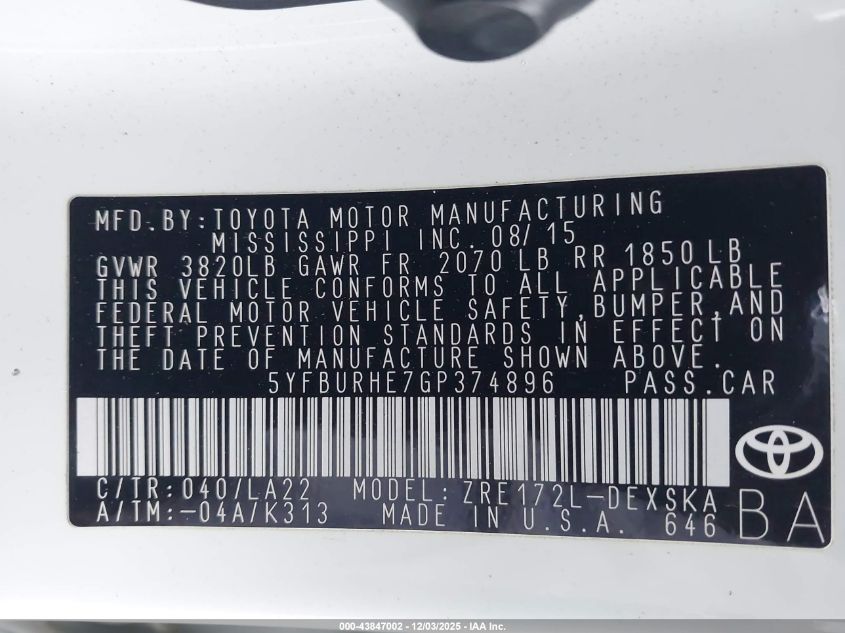 MFD.BY:TOYOTA MOTOR MANUFACTURING
MISSISSIPPI INC. 08/15
GVWR 3820LB GAWR FR 2070 LB RR 1850LB
THIS VEHICLE CONFORMS TO ALL APPLICABLE
FEDERAL MOTOR VEHICLE SAFETY,BUMPER,AND
THEFT PREVENTION STANDARDS IN EFFECT ON
THE DATE OF MANUFACTURE SHOWN ABOVE.
5YFBURHE7GP374896 PASS.CAR
C/TR:040/LA22 MODEL:ZRE172L-DEXSKA
A/TM:-04A/K313 MADE IN U.S.A. 646
BA
000-43847002 - 12/03/2025 - IAA Inc.